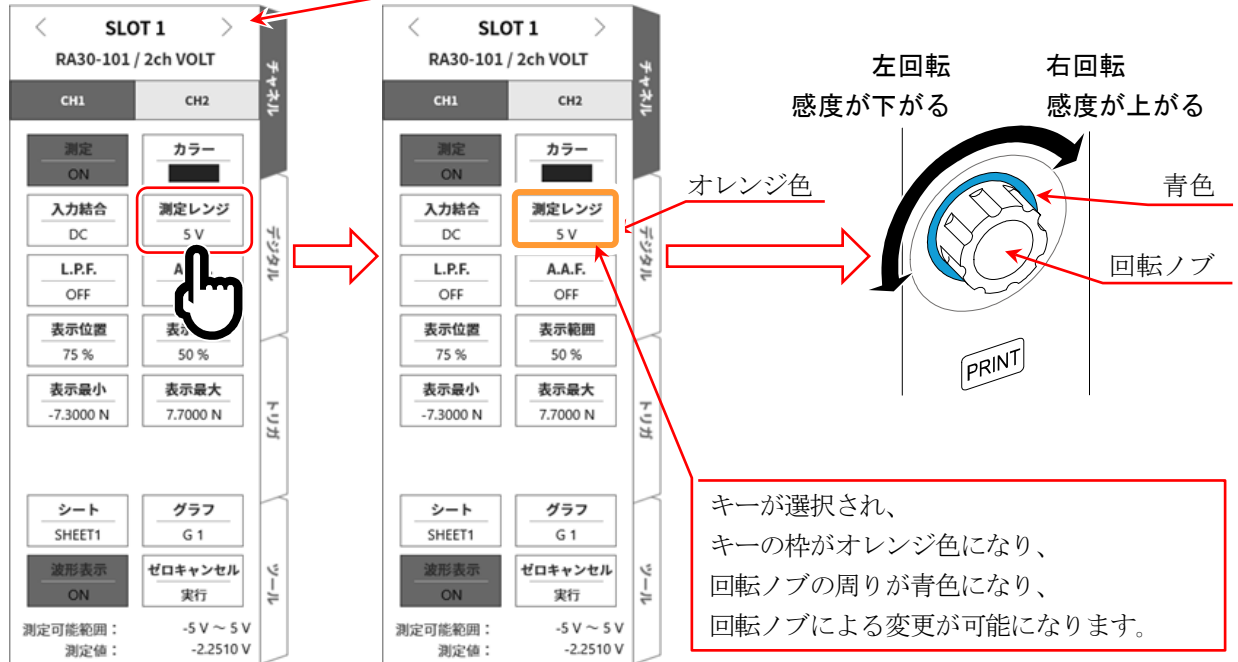 < SLOT 1 >
RA30-101 / 2ch VOLT
CH1 CH2
測定 カラー
ON
入力結合 測定レンジ
DC 5 V
L.P.F.
OFF
表示位置
75 % 50 %
表示最小 表示最大
-7.3000 N 7.7000 N
シート グラフ
SHEET1 G 1
波形表示 ゼロキャンセル
ON 実行
測定可能範囲： -5 V ～ 5 V
測定値： -2.2510 V
チャネル
デジタル
トリガ
ツール
< SLOT 1 >
RA30-101 / 2ch VOLT
CH1 CH2
測定 カラー
ON
入力結合 測定レンジ
DC 5 V
L.P.F. A.A.F.
OFF OFF
表示位置 表示範囲
75 % 50 %
表示最小 表示最大
-7.3000 N 7.7000 N
シート グラフ
SHEET1 G 1
波形表示 ゼロキャンセル
ON 実行
測定可能範囲： -5 V ～ 5 V
測定値： -2.2510 V
チャネル
デジタル
トリガ
ツール
オレンジ色
左回転 右回転
感度が下がる 感度が上がる
青色
回転ノブ
PRINT
キーが選択され、
キーの枠がオレンジ色になり、
回転ノブの周りが青色になり、
回転ノブによる変更が可能になります。